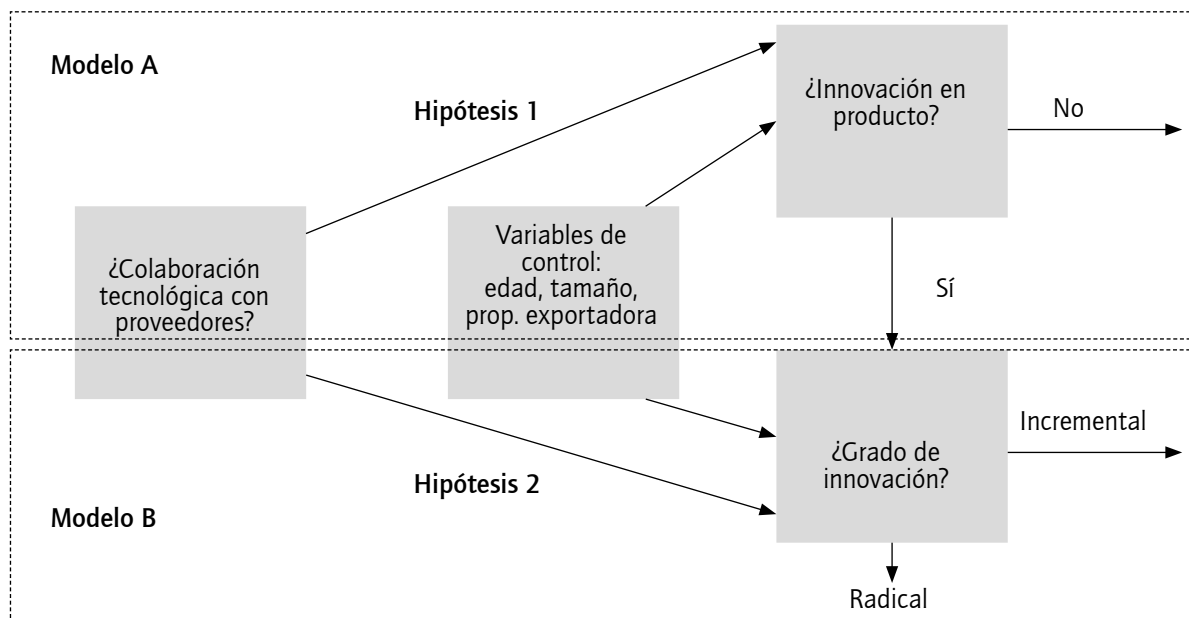 Modelo A
Hipótesis 1
¿Innovación en
producto?
No
¿Colaboración
tecnológica con
proveedores?
Variables de
control:
edad, tamaño,
prop. exportadora
Sí
Hipótesis 2
¿Grado de
innovación?
Incremental
Modelo B
Radical